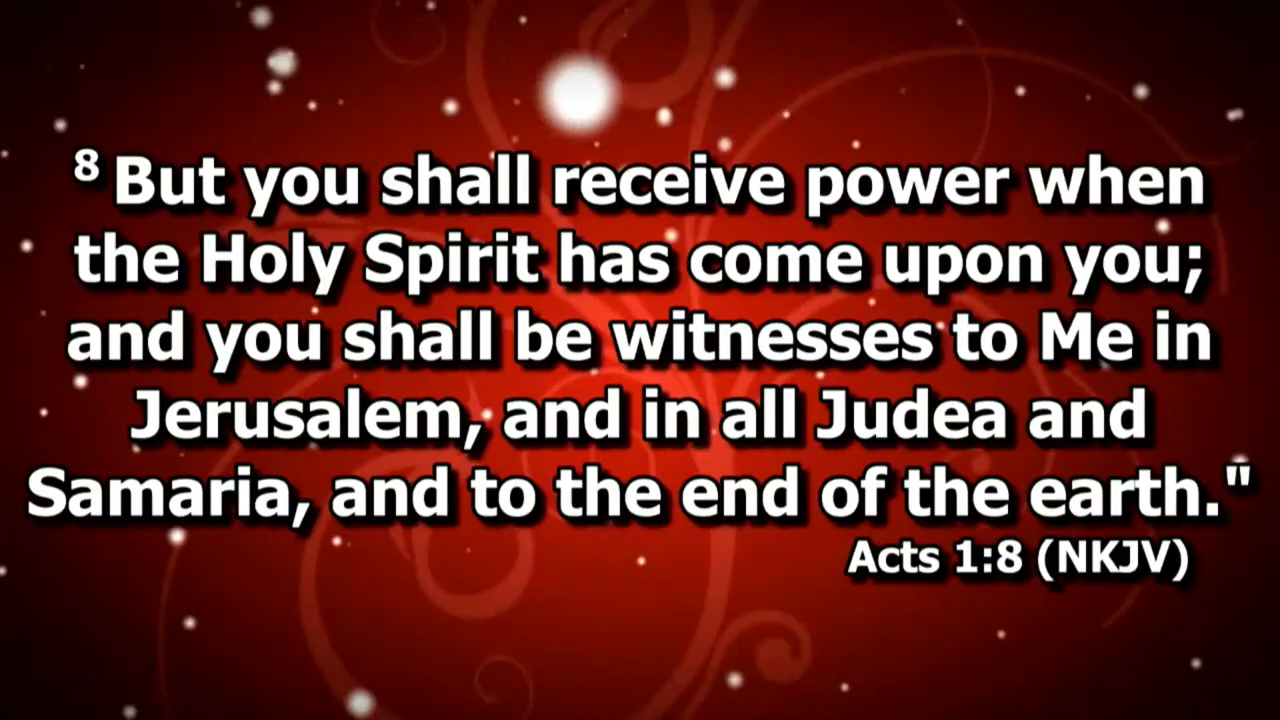 8 But you shall receive power when
the Holy Spirit has come upon you;
and you shall be witnesses to Me in
Jerusalem, and in all Judea and
Samaria, and to the end of the earth."
Acts 1:8 (NKJV)